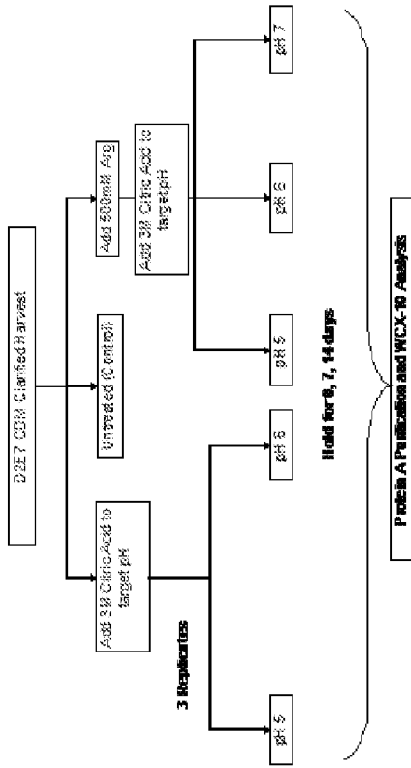 D2E7 CDM Clarified Harvest
Add 3M Citric Acid to
target pH
Untreated (Control)
Add 500mM Arg
Add 3M Citric Acid to
target pH
3 Replicates
pH 5
pH 6
pH 5
pH 6
pH 7
Hold for 0, 7, 14 days
Protein A Purification and WCX-10 Analysis